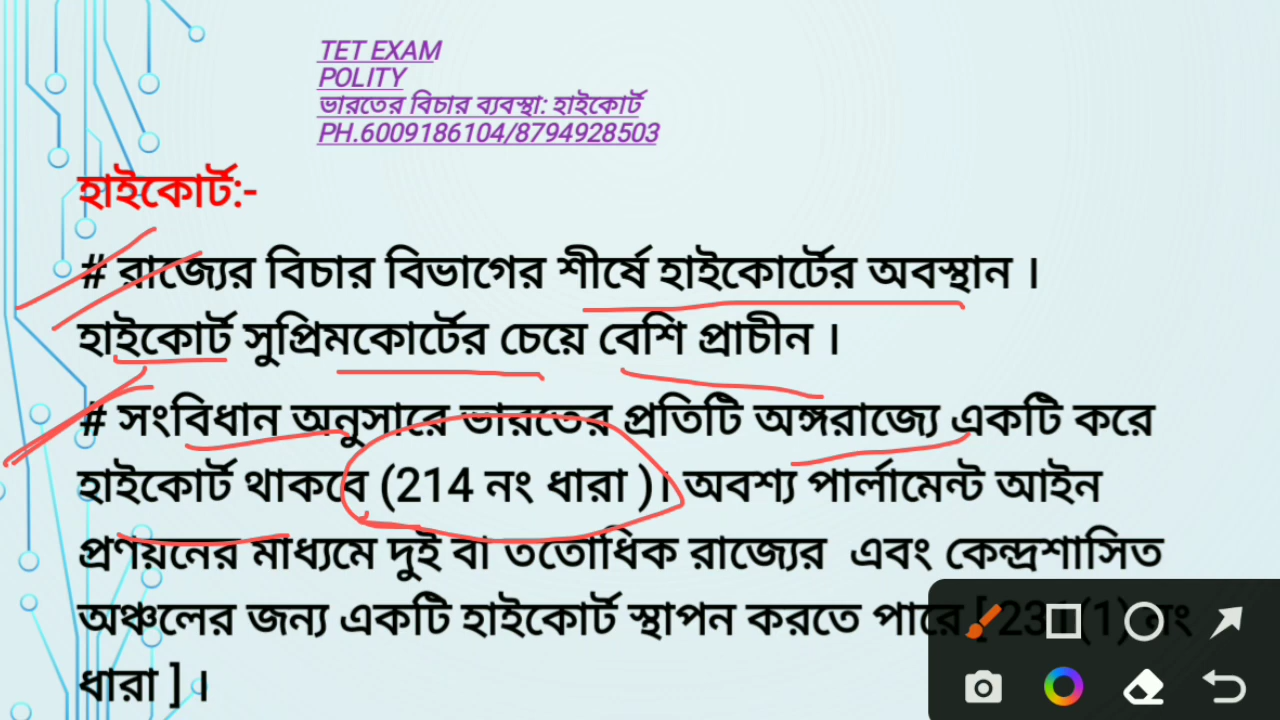 TET EXAM
POLITY
ভারতের বিচার ব্যবস্থা: হাইকোর্ট
PH.6009186104/8794928503
হাইকোর্ট:-
# রাজ্যের বিচার বিভাগের শীর্ষে হাইকোর্টের অবস্থান ।
হাইকোর্ট সুপ্রিমকোর্টের চেয়ে বেশি প্রাচীন ।
# সংবিধান অনুসারে ভারতের প্রতিটি অঙ্গরাজ্যে একটি করে
হাইকোর্ট থাকবে (214 নং ধারা )। অবশ্য পার্লামেন্ট আইন
প্রণয়নের মাধ্যমে দুই বা ততোধিক রাজ্যের এবং কেন্দ্রশাসিত
অঞ্চলের জন্য একটি হাইকোর্ট স্থাপন করতে পারে [ 231(1) নং
ধারা ] ।